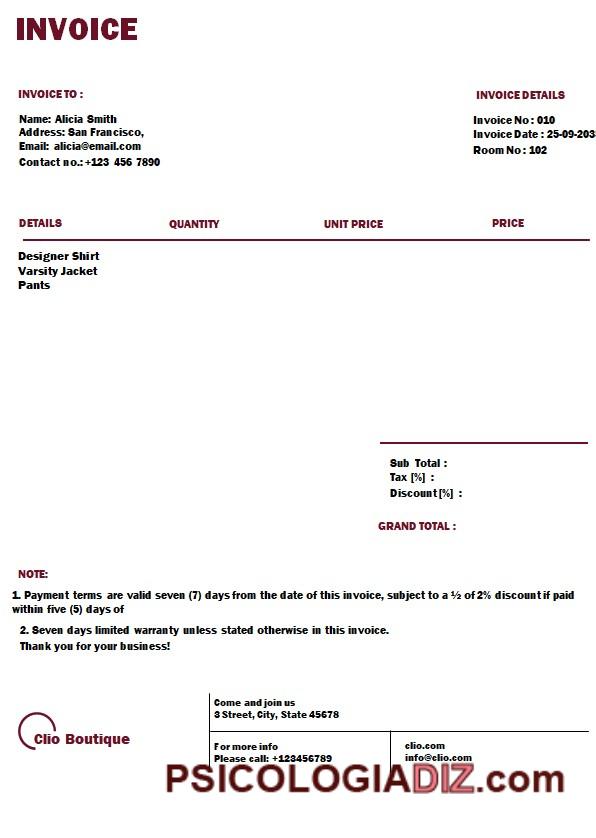 INVOICE
INVOICE TO :
INVOICE DETAILS
Name: Alicia Smith
Address: San Francisco,
Email: alicia@email.com
Contact no.: +123 456 7890
Invoice No : 010
Invoice Date : 25-09-203
Room No : 102
DETAILS QUANTITY UNIT PRICE PRICE
Designer Shirt
Varsity Jacket
Pants
Sub Total :
Tax [%] :
Discount [%] :
GRAND TOTAL :
NOTE:
1. Payment terms are valid seven (7) days from the date of this invoice, subject to a ½ of 2% discount if paid
within five (5) days of
2. Seven days limited warranty unless stated otherwise in this invoice.
Thank you for your business!
Clio Boutique
Come and join us
3 Street, City, State 45678
For more info
Please call: +123456789
clio.com
info@clio.com
PSICOLOGIADIZ.com